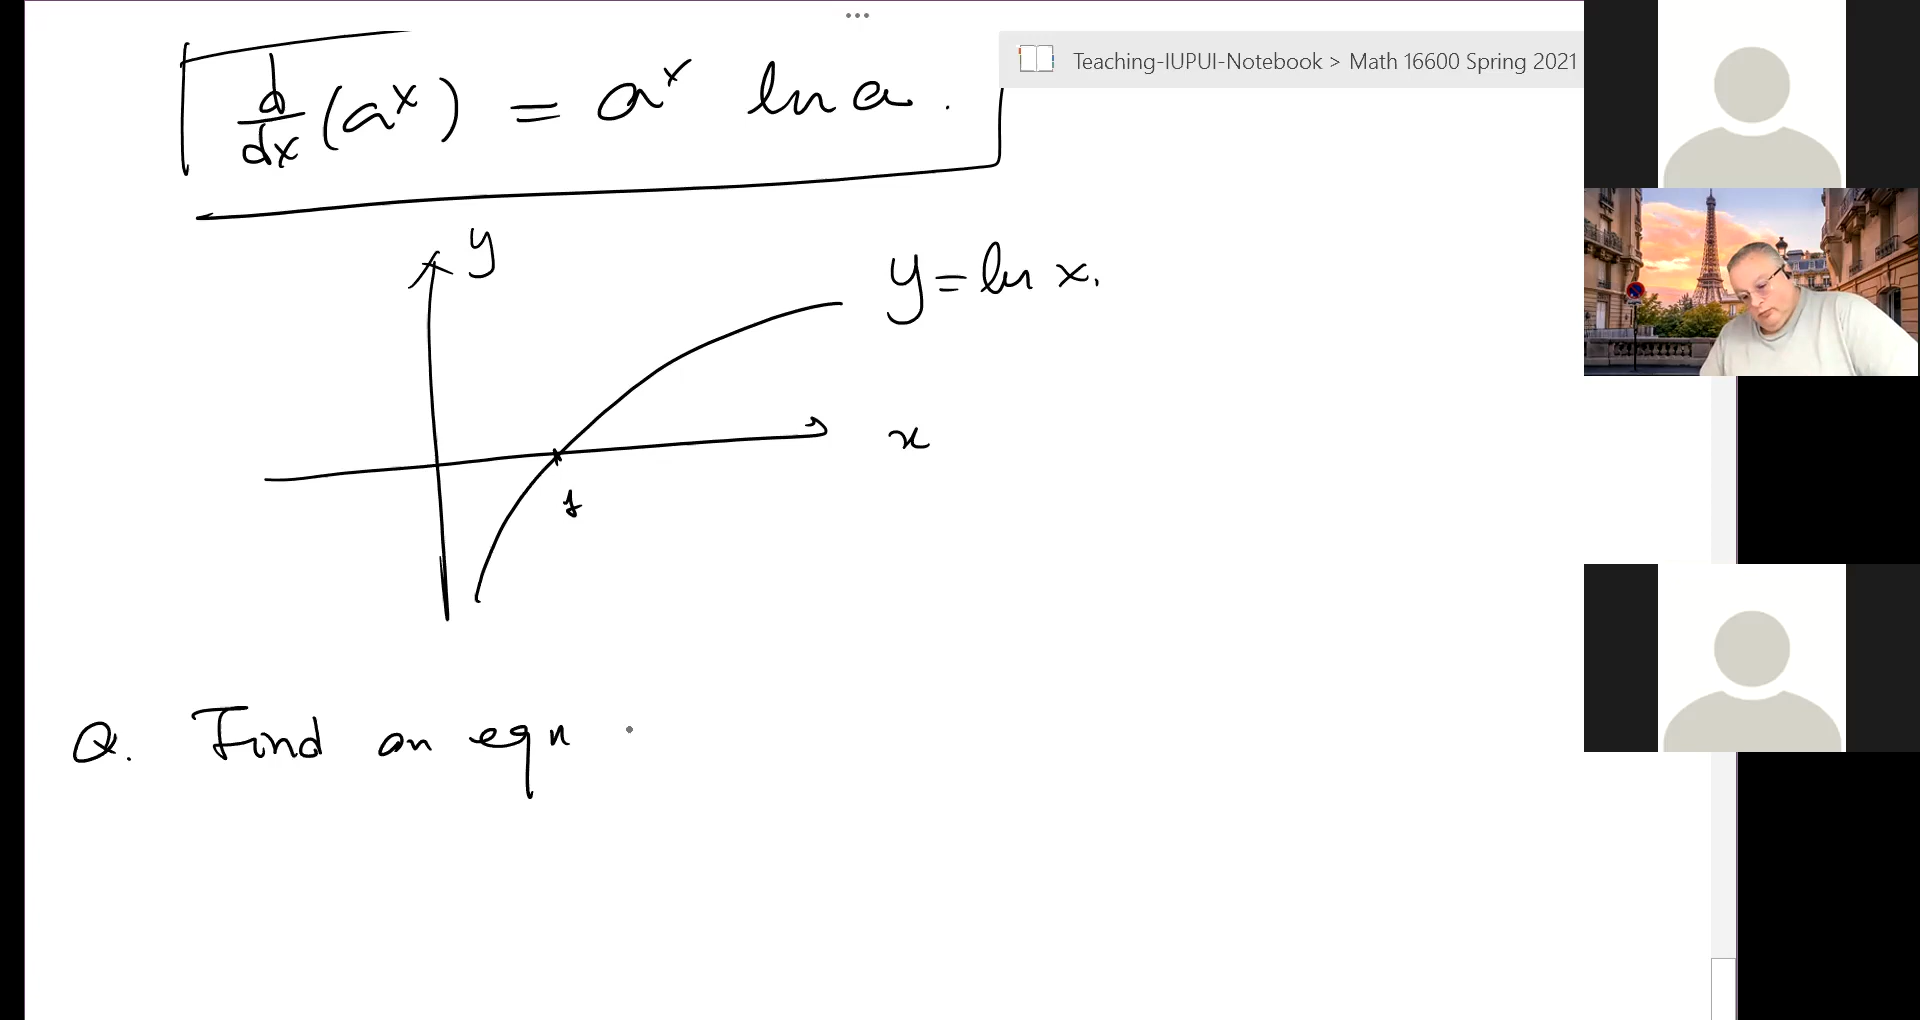 Teaching-IUPUI-Notebook > Math 16600 Spring 2021
d/dx (a^x) = a^x ln a.
y
y = ln x.
x
1
Q. Find an eqn